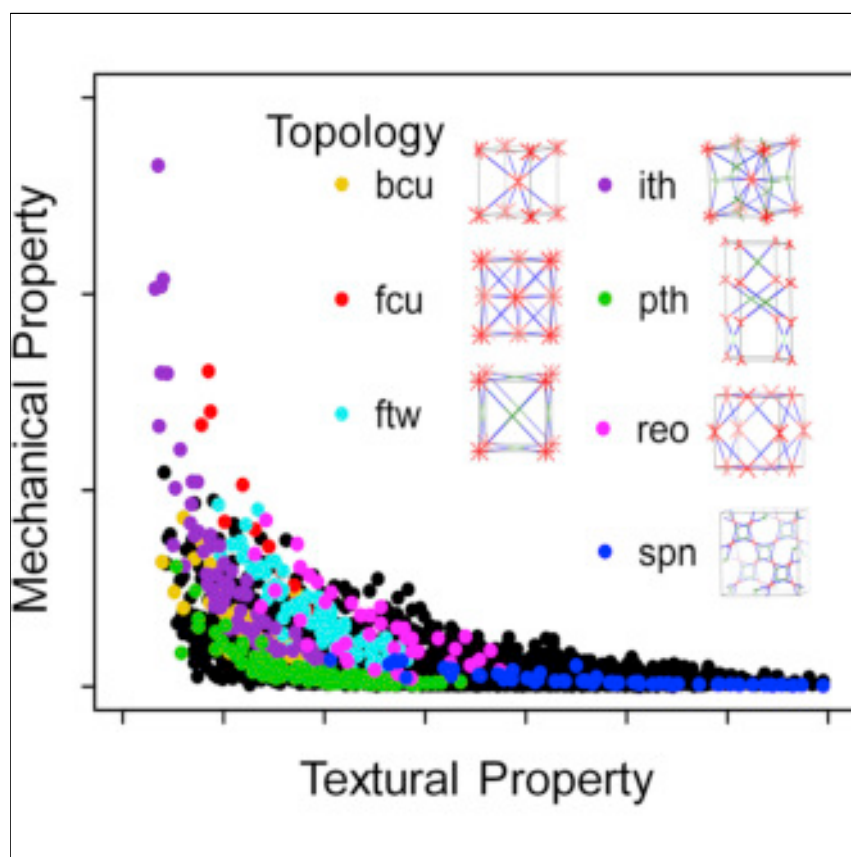 Topology
bcu
ith
fcu
pth
ftw
reo
spn
Mechanical Property
Textural Property